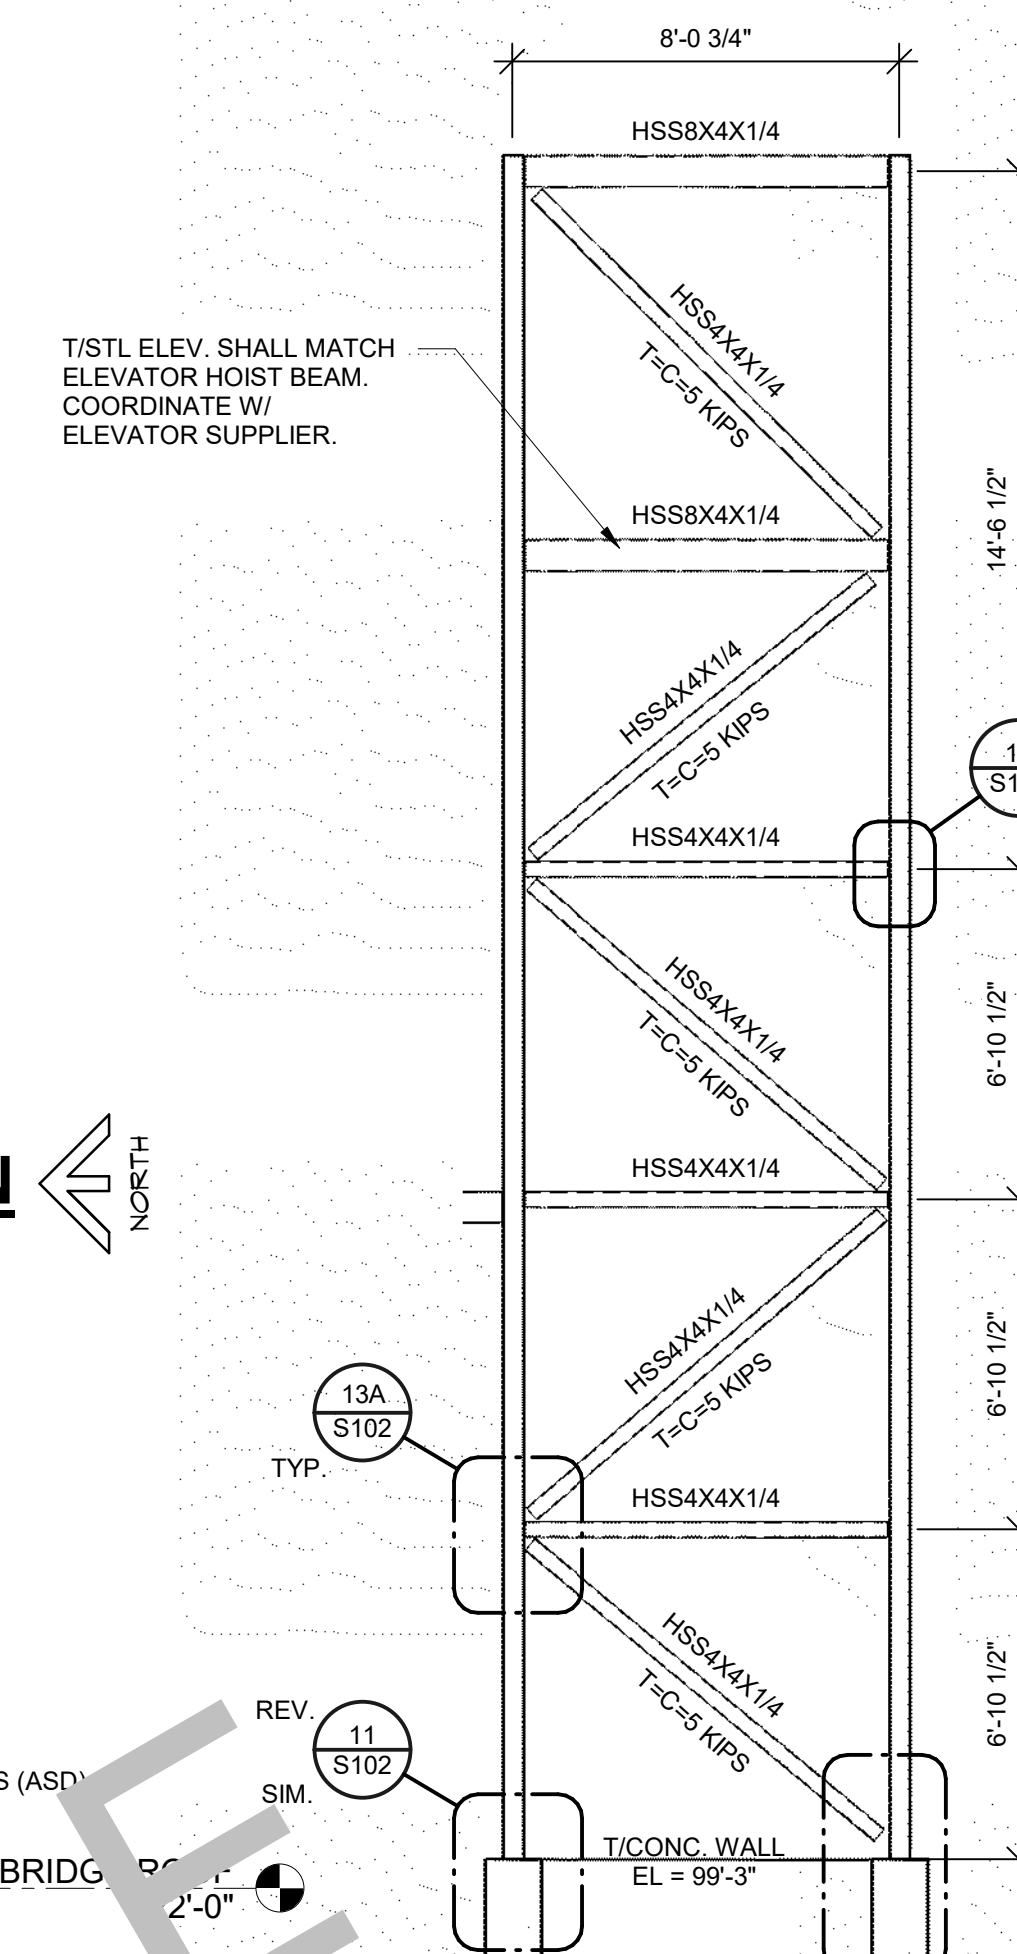 8'-0 3/4"
HSS8X4X1/4
HSS4X4X1/4
T=C=5 KIPS
T/STL ELEV. SHALL MATCH
ELEVATOR HOIST BEAM.
COORDINATE W/
ELEVATOR SUPPLIER.
14'-6 1/2"
HSS8X4X1/4
HSS4X4X1/4
T=C=5 KIPS
HSS4X4X1/4
HSS4X4X1/4
T=C=5 KIPS
6'-10 1/2"
NORTH
HSS4X4X1/4
HSS4X4X1/4
T=C=5 KIPS
6'-10 1/2"
13A
S102
TYP.
HSS4X4X1/4
HSS4X4X1/4
T=C=5 KIPS
6'-10 1/2"
REV.
11
S102
SIM.
(ASD)
T/CONC. WALL
EL = 99'-3"
2'-0"